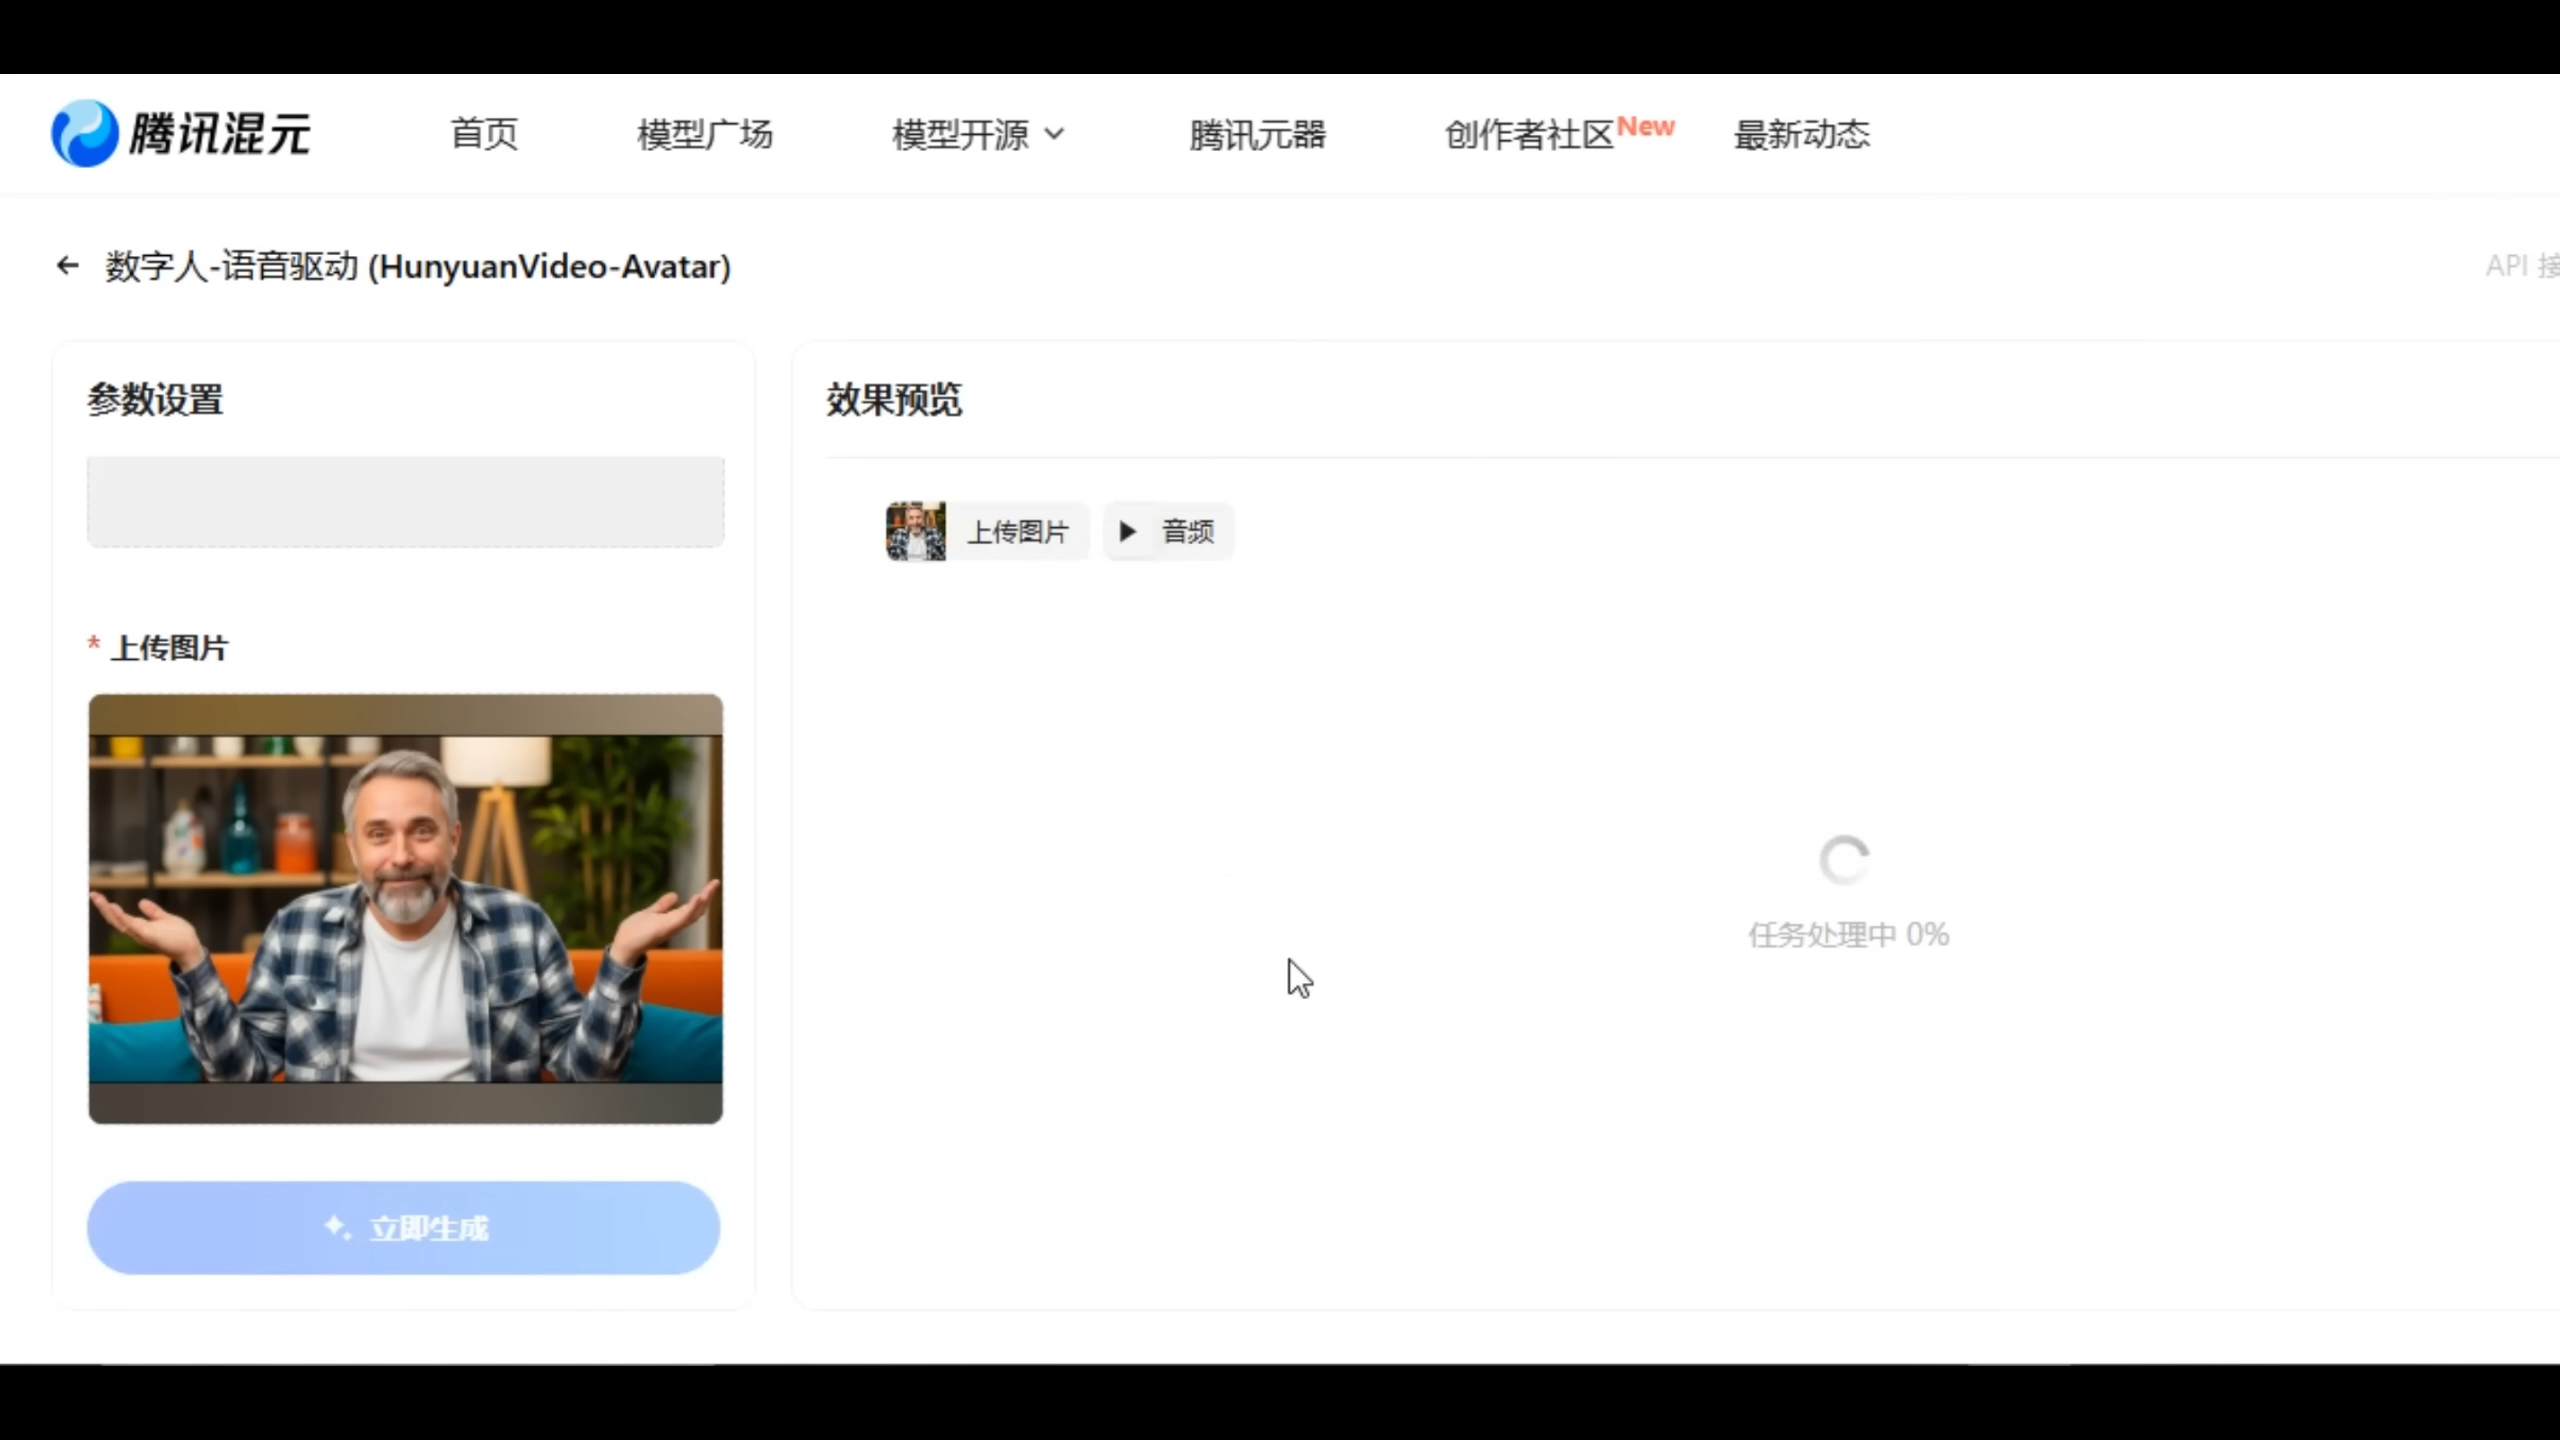 腾讯混元
首页
模型广场
模型开源
腾讯元器
创作者社区New
最新动态
数字人-语音驱动 (HunyuanVideo-Avatar)
API 接
参数设置
效果预览
上传图片
音频
* 上传图片
任务处理中 0%
立即生成